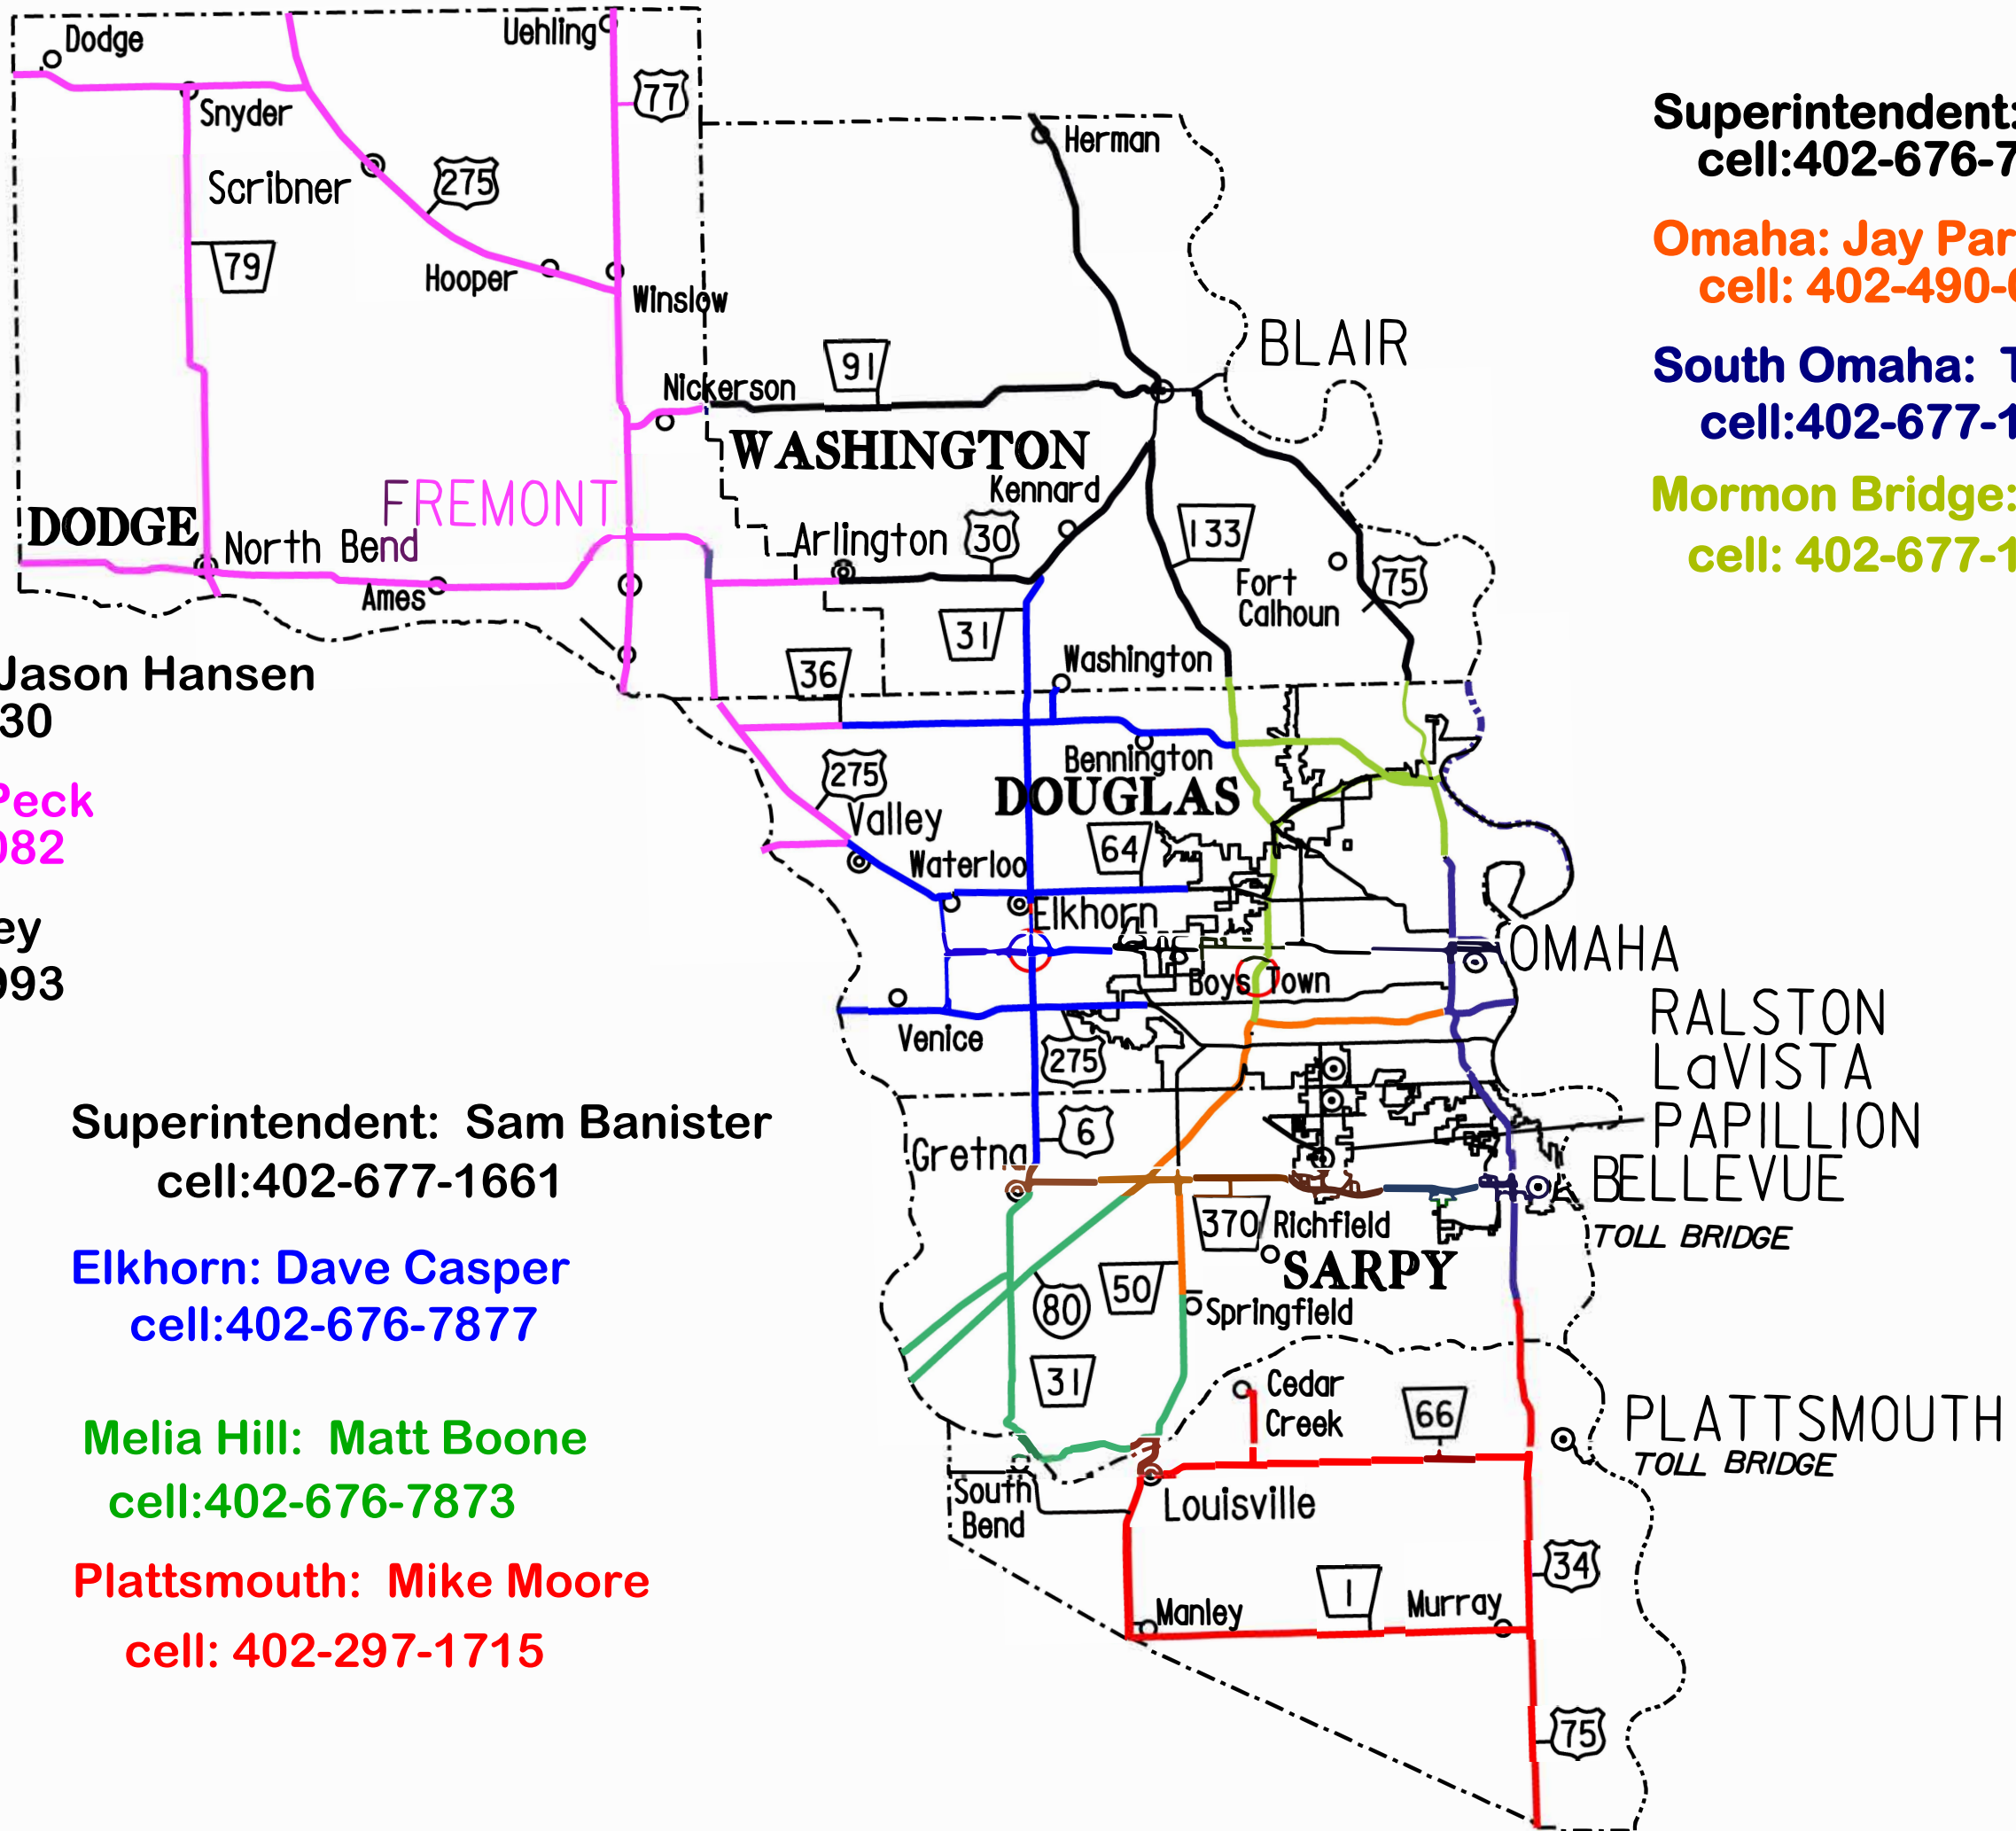 Dodge
Uehling
77
Snyder
Scribner
275
79
Hooper
Winslow
Herman
BLAIR
91
Nickerson
WASHINGTON
Kennard
FREMONT
DODGE
North Bend
Ames
Arlington
30
133
Fort
Calhoun
75
31
Washington
36
Bennington
DOUGLAS
275
Valley
64
Waterloo
Elkhorn
OMAHA
Boys Town
Venice
275
RALSTON
LaVISTA
PAPILLION
BELLEVUE
TOLL BRIDGE
6
Gretna
370
Richfield
SARPY
50
80
Springfield
31
Cedar
Creek
66
PLATTSMOUTH
TOLL BRIDGE
South
Bend
Louisville
34
Manley
1
Murray
75
Superintendent:
cell:402-676-7
Omaha: Jay Par
cell: 402-490-6
South Omaha: T
cell:402-677-1
Mormon Bridge:
cell: 402-677-1
Jason Hansen
30
Peck
082
ey
993
Superintendent: Sam Banister
cell:402-677-1661
Elkhorn: Dave Casper
cell:402-676-7877
Melia Hill: Matt Boone
cell:402-676-7873
Plattsmouth: Mike Moore
cell: 402-297-1715